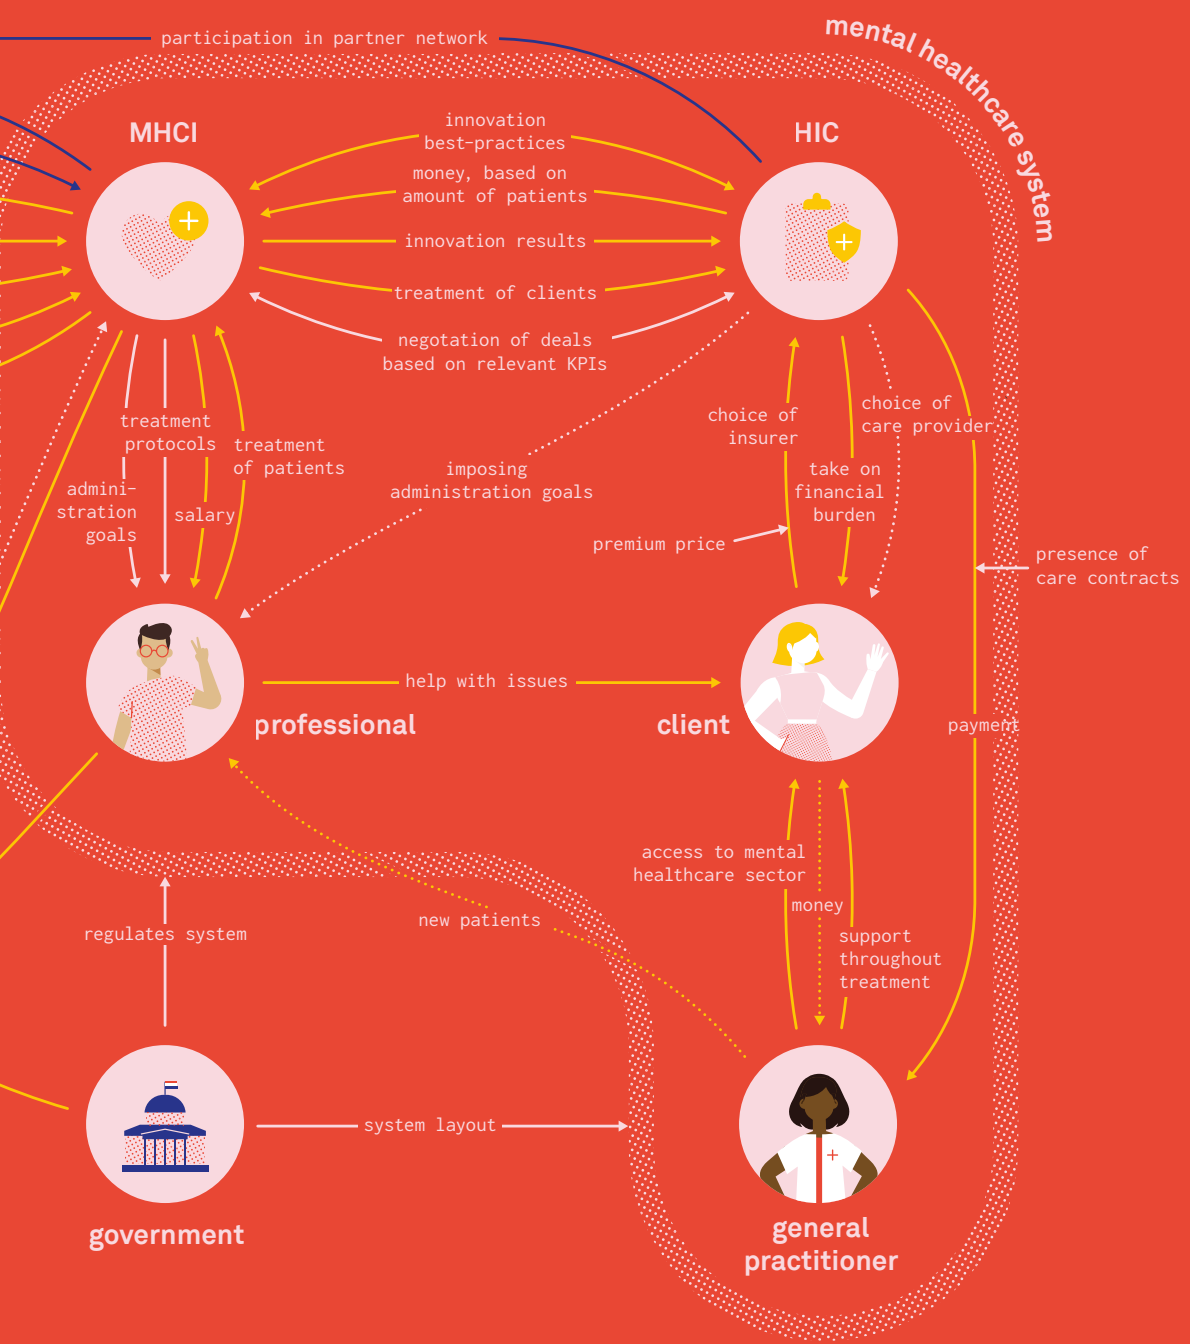 participation in partner network
mental healthcare system
MHCI
HIC
innovation
best-practices
money, based on
amount of patients
innovation results
treatment of clients
negotation of deals
based on relevant KPIs
treatment
protocols
treatment
of patients
admini-
stration
goals
salary
imposing
administration goals
choice of
insurer
choice of
care provider
take on
financial
burden
premium price
presence of
care contracts
help with issues
professional
client
payment
access to mental
healthcare sector
money
support
throughout
treatment
new patients
regulates system
system layout
government
general
practitioner